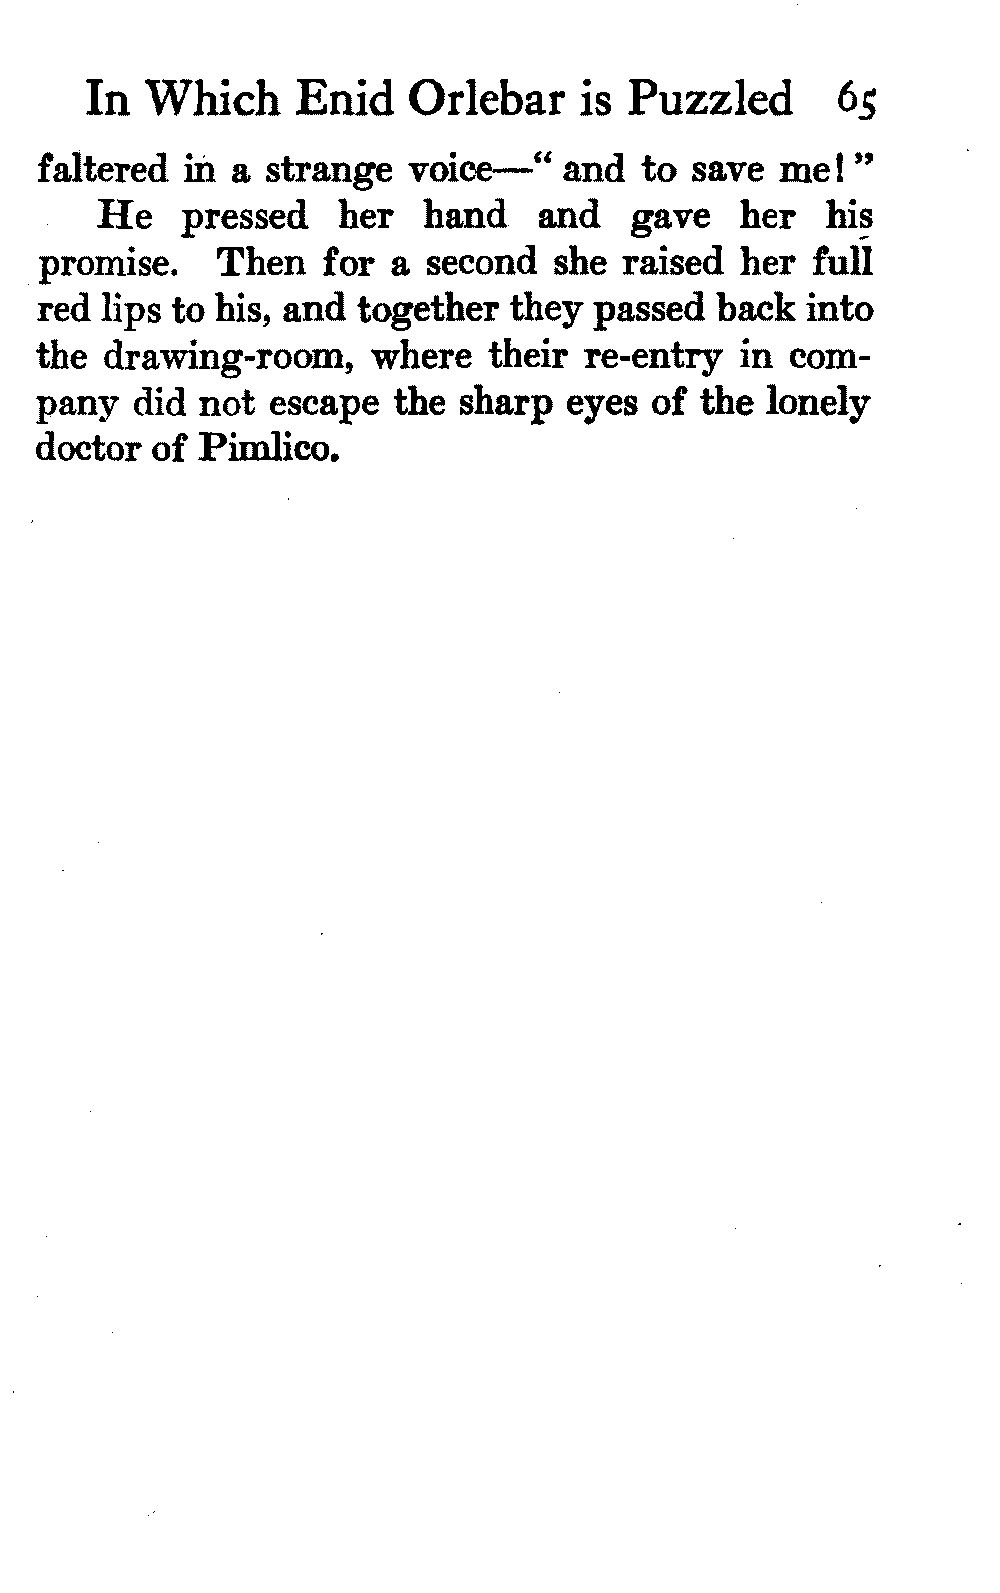 In Which Enid Orlebar is Puzzled 65
faltered in a strange voice—“ and to save me! ”
He pressed her hand and gave her his
promise. Then for a second she raised her full
red lips to his, and together they passed back into
the drawing-room, where their re-entry in com-
pany did not escape the sharp eyes of the lonely
doctor of Pimlico.